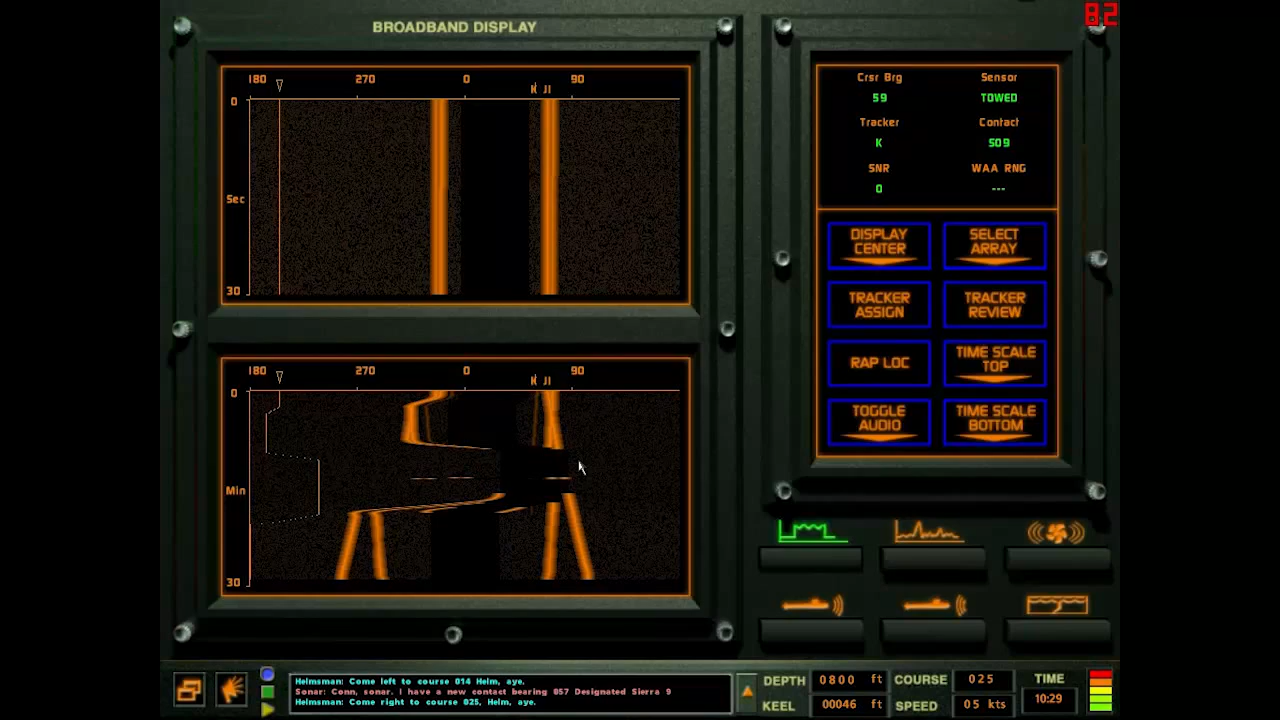 82
BROADBAND DISPLAY
180 270 0 90
K JI
0
Sec
30
Crsr Brg Sensor
59 TOWED
Tracker Contact
K S09
SNR WAA RNG
0 ---
DISPLAY CENTER
SELECT ARRAY
TRACKER ASSIGN
TRACKER REVIEW
RAP LOC
TIME SCALE TOP
TOGGLE AUDIO
TIME SCALE BOTTOM
180 270 0 90
K JI
0
Min
30
Helmsman: Come left to course 014 Helm, aye.
Sonar: Conn, sonar. I have a new contact bearing 057 Designated Sierra 9
Helmsman: Come right to course 025, Helm, aye.
DEPTH 0800 ft COURSE 025 TIME
KEEL 00046 ft SPEED 05 kts 10:29